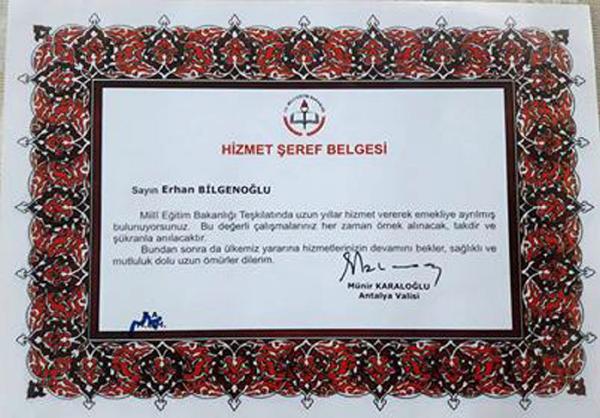 HİZMET ŞEREF BELGESİ
Sayın Erhan BİLGENOĞLU
Millî Eğitim Bakanlığı Teşkilatında uzun yıllar hizmet vererek emekliye ayrılmış
bulunuyorsunuz. Bu değerli çalışmalarınız her zaman örnek alınacak, takdir ve
şükranla anılacaktır.
Bundan sonra da ülkemiz yararına hizmetlerinizin devamını bekler, sağlıklı ve
mutluluk dolu uzun ömürler dilerim.
Münir KARALOĞLU
Antalya Valisi